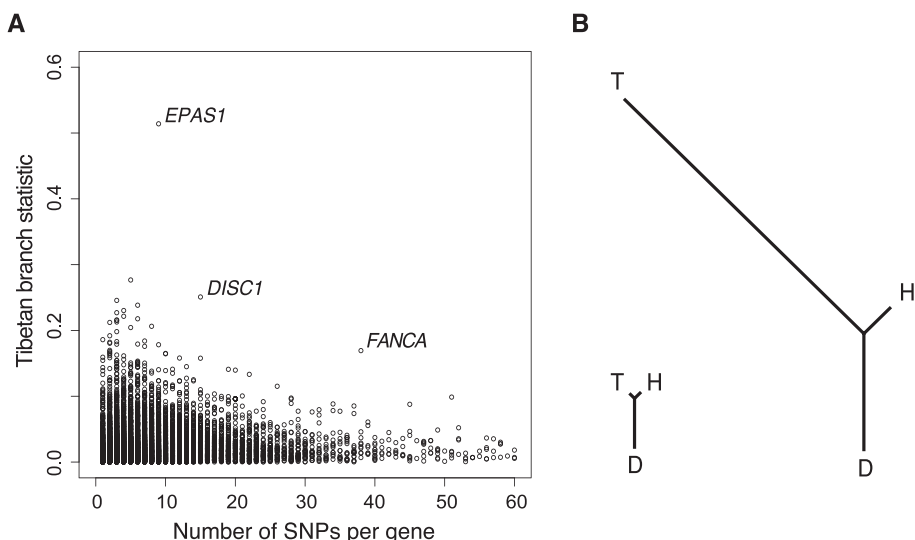 A
B
0.6
0.4
0.2
0.0
Tibetan branch statistic
EPAS1
DISC1
FANCA
0 10 20 30 40 50 60
Number of SNPs per gene
T
H
D
T H
D